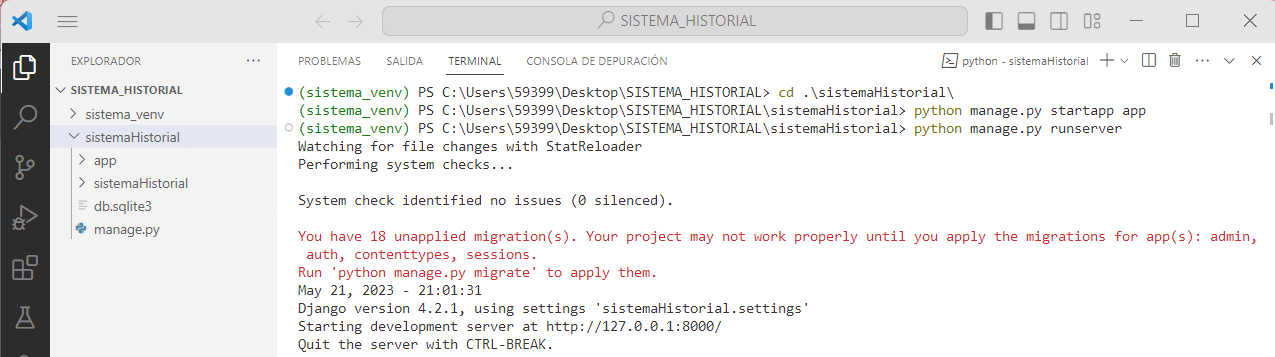 SISTEMA_HISTORIAL
EXPLORADOR
SISTEMA_HISTORIAL
sistema_venv
sistemaHistorial
app
sistemaHistorial
db.sqlite3
manage.py
PROBLEMAS SALIDA TERMINAL CONSOLA DE DEPURACIÓN python - sistemaHistorial
(sistema_venv) PS C:\Users\59399\Desktop\SISTEMA_HISTORIAL> cd .\sistemaHistorial\
(sistema_venv) PS C:\Users\59399\Desktop\SISTEMA_HISTORIAL\sistemaHistorial> python manage.py startapp app
(sistema_venv) PS C:\Users\59399\Desktop\SISTEMA_HISTORIAL\sistemaHistorial> python manage.py runserver
Watching for file changes with StatReloader
Performing system checks...
System check identified no issues (0 silenced).
You have 18 unapplied migration(s). Your project may not work properly until you apply the migrations for app(s): admin,
auth, contenttypes, sessions.
Run 'python manage.py migrate' to apply them.
May 21, 2023 - 21:01:31
Django version 4.2.1, using settings 'sistemaHistorial.settings'
Starting development server at http://127.0.0.1:8000/
Quit the server with CTRL-BREAK.